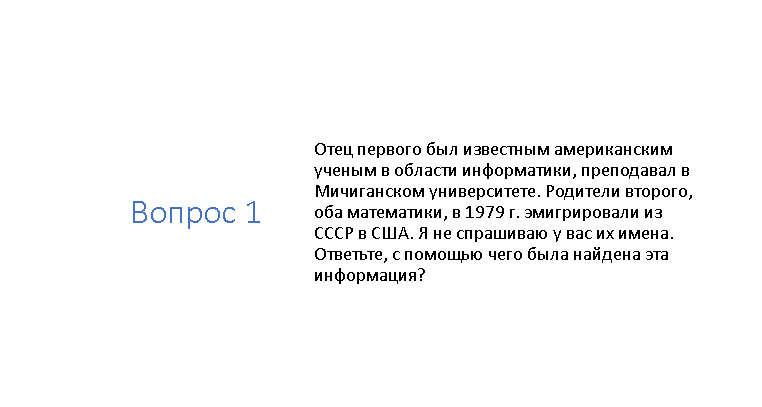 Вопрос 1
Отец первого был известным американским
ученым в области информатики, преподавал в
Мичиганском университете. Родители второго,
оба математики, в 1979 г. эмигрировали из
СССР в США. Я не спрашиваю у вас их имена.
Ответьте, с помощью чего была найдена эта
информация?